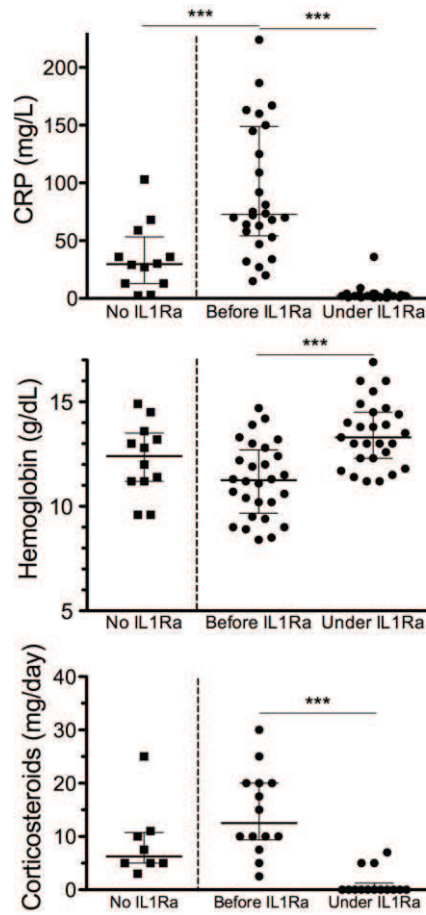 *** ***
CRP (mg/L)
200
150
100
50
0
No IL1Ra Before IL1Ra Under IL1Ra
***
Hemoglobin (g/dL)
15
10
5
No IL1Ra Before IL1Ra Under IL1Ra
***
Corticosteroids (mg/day)
40
30
20
10
0
No IL1Ra Before IL1Ra Under IL1Ra